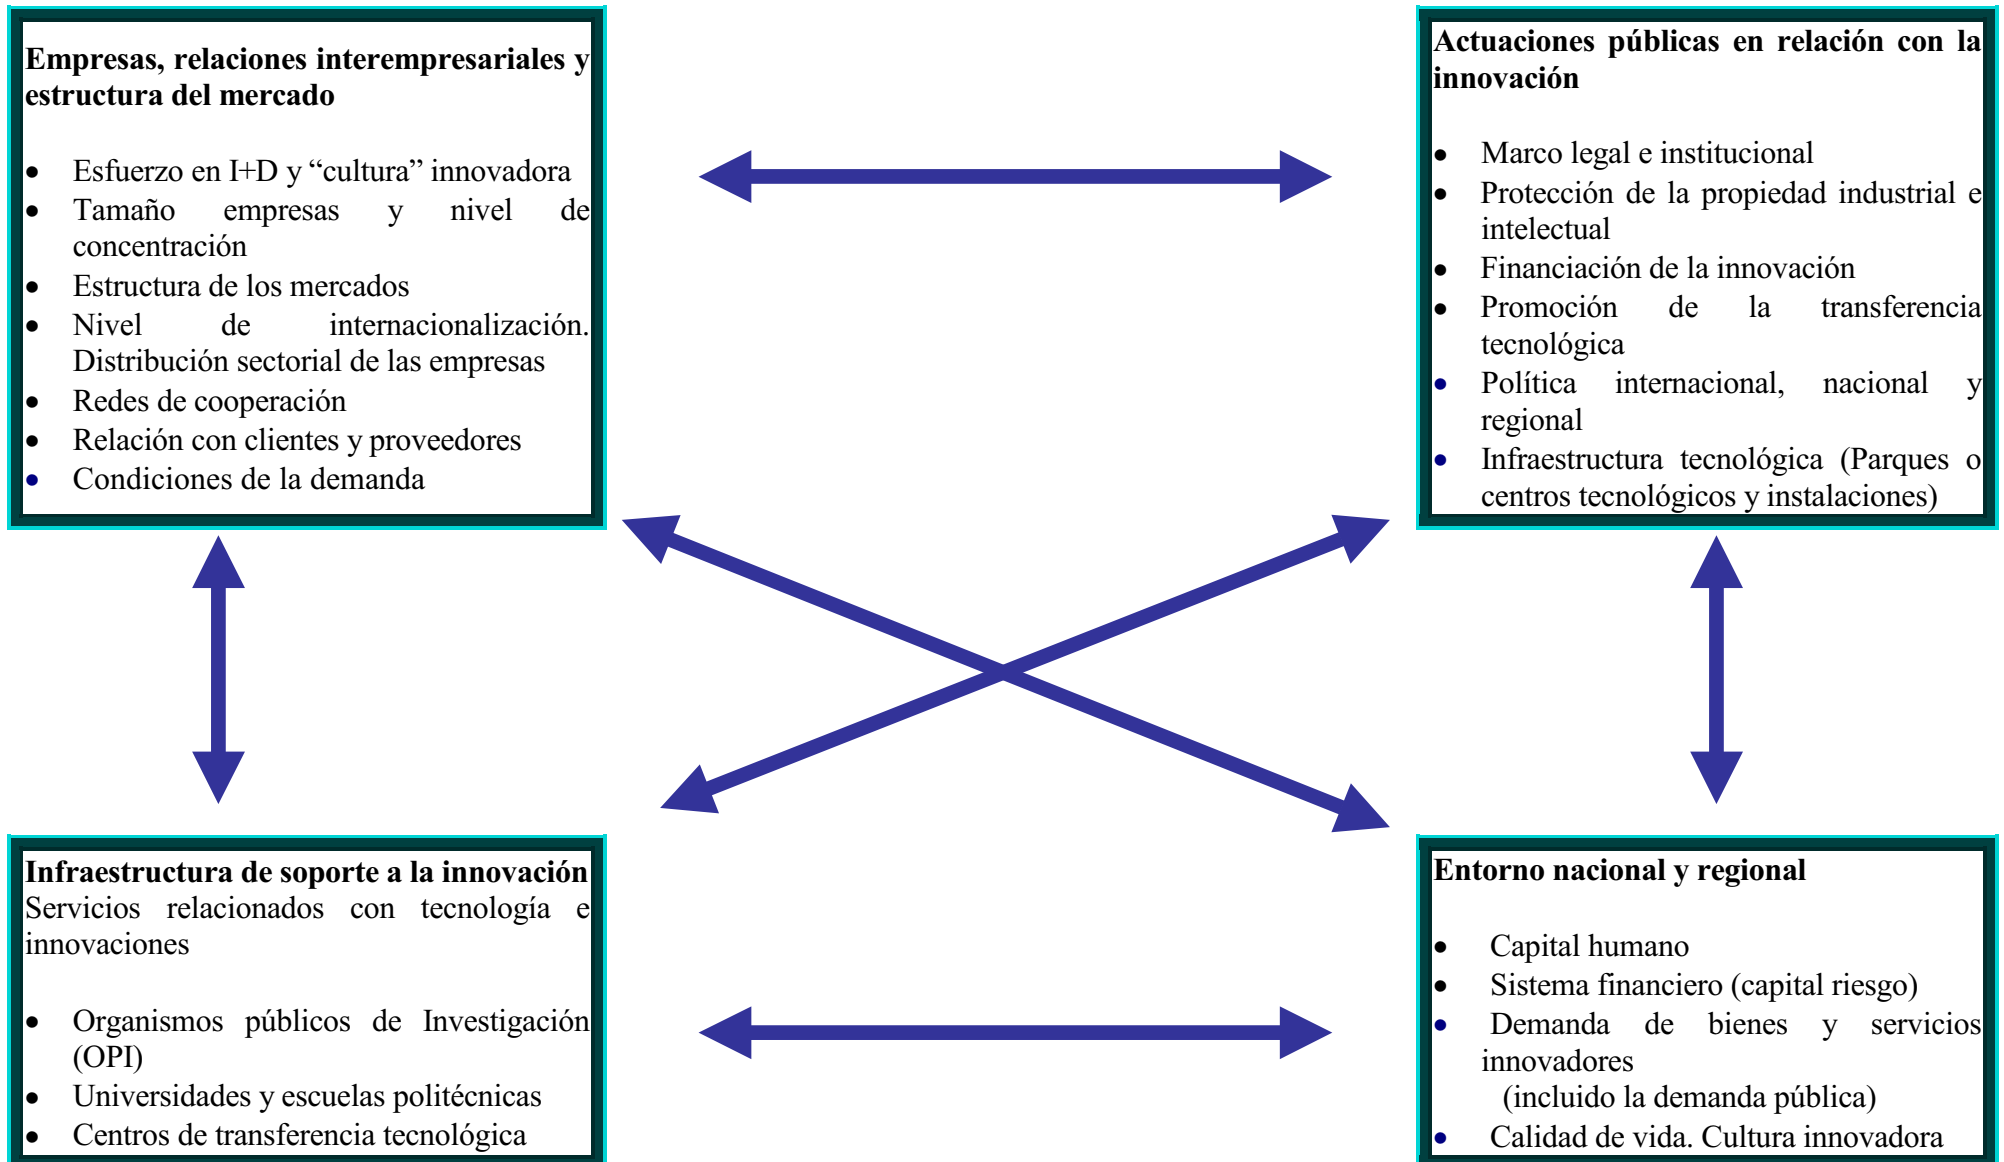 Empresas, relaciones interempresariales y
estructura del mercado
• Esfuerzo en I+D y “cultura” innovadora
• Tamaño empresas y nivel de
concentración
• Estructura de los mercados
• Nivel de internacionalización.
Distribución sectorial de las empresas
• Redes de cooperación
• Relación con clientes y proveedores
• Condiciones de la demanda
Actuaciones públicas en relación con la
innovación
• Marco legal e institucional
• Protección de la propiedad industrial e
intelectual
• Financiación de la innovación
• Promoción de la transferencia
tecnológica
• Política internacional, nacional y
regional
• Infraestructura tecnológica (Parques o
centros tecnológicos y instalaciones)
Infraestructura de soporte a la innovación
Servicios relacionados con tecnología e
innovaciones
• Organismos públicos de Investigación
(OPI)
• Universidades y escuelas politécnicas
• Centros de transferencia tecnológica
Entorno nacional y regional
• Capital humano
• Sistema financiero (capital riesgo)
• Demanda de bienes y servicios
innovadores
(incluido la demanda pública)
• Calidad de vida. Cultura innovadora